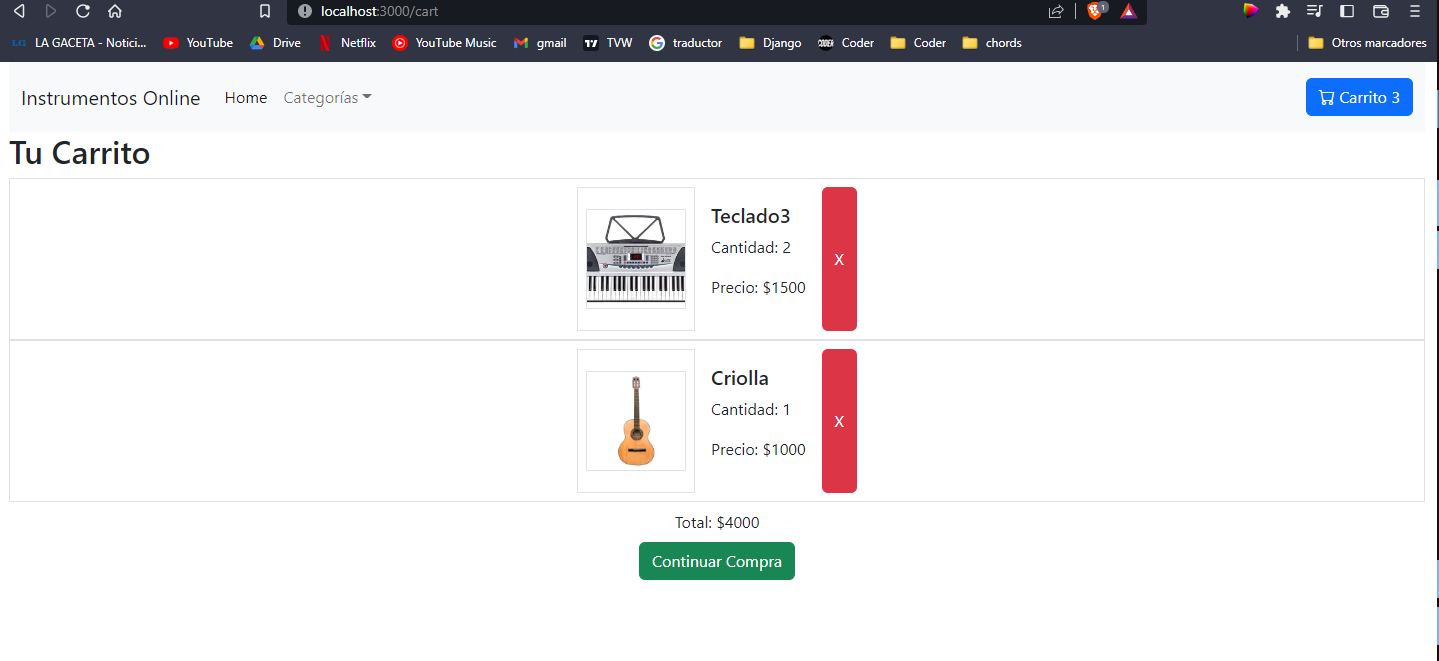 localhost:3000/cart
1
LA GACETA - Notici...
YouTube
Drive
Netflix
YouTube Music
gmail
TVW
traductor
Django
Coder
Coder
chords
Otros marcadores
Instrumentos Online
Home
Categorías
Carrito 3
Tu Carrito
Teclado3
Cantidad: 2
Precio: $1500
X
Criolla
Cantidad: 1
Precio: $1000
X
Total: $4000
Continuar Compra